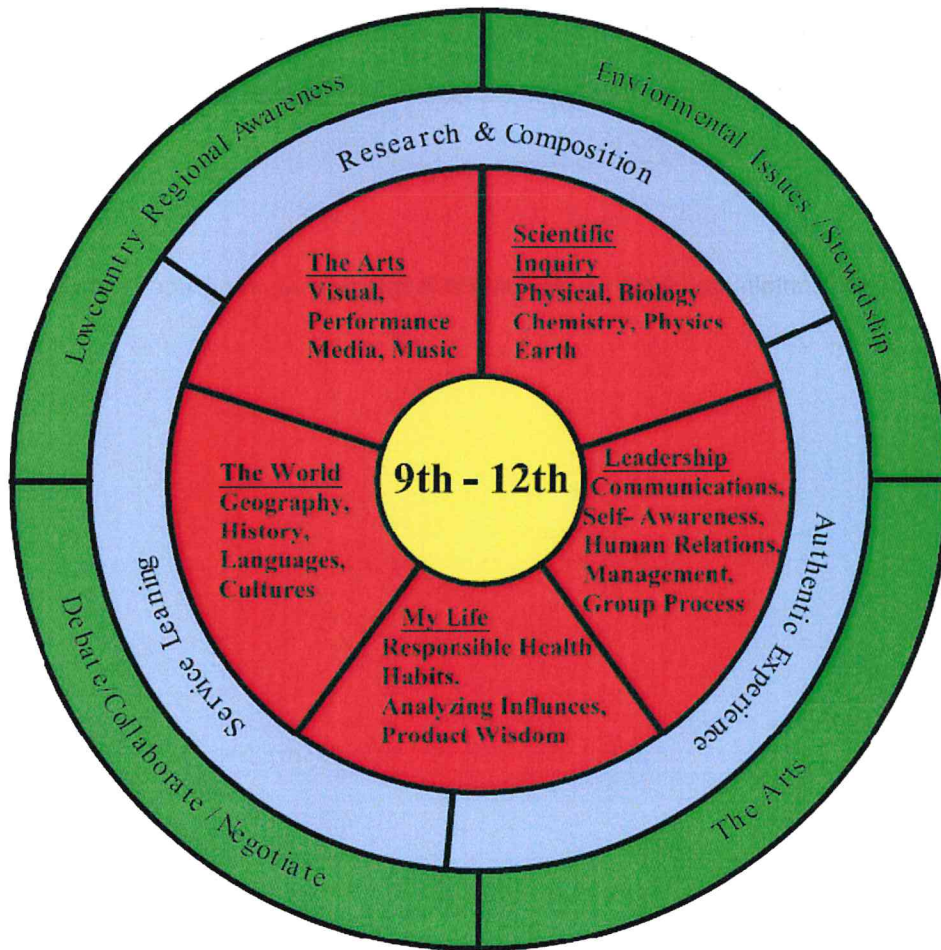 Lowcountry Regional Awareness
Enviormental Issues /Stewardship
Research & Composition
The Arts
Visual,
Performance
Media, Music
Scientific
Inquiry
Physical, Biology
Chemistry, Physics
Earth
9th - 12th
The World
Geography,
History,
Languages,
Cultures
Leadership
Communications,
Self- Awareness,
Human Relations,
Management,
Group Process
My Life
Responsible Health
Habits.
Analyzing Influnces,
Product Wisdom
Service Leaning
Authentic Experience
Debate/Collaborate /Negotiate
The Arts